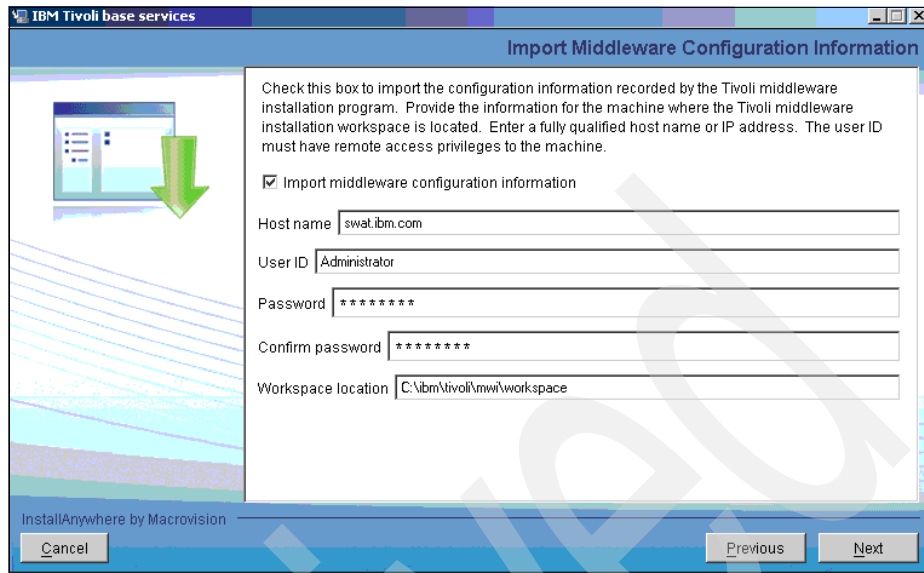 IBM Tivoli base services
Import Middleware Configuration Information
Check this box to import the configuration information recorded by the Tivoli middleware
installation program. Provide the information for the machine where the Tivoli middleware
installation workspace is located. Enter a fully qualified host name or IP address. The user ID
must have remote access privileges to the machine.
Import middleware configuration information
Host name swat.ibm.com
User ID Administrator
Password ********
Confirm password ********
Workspace location C:\ibm\tivoli\mwi\workspace
InstallAnywhere by Macrovision
Cancel Previous Next